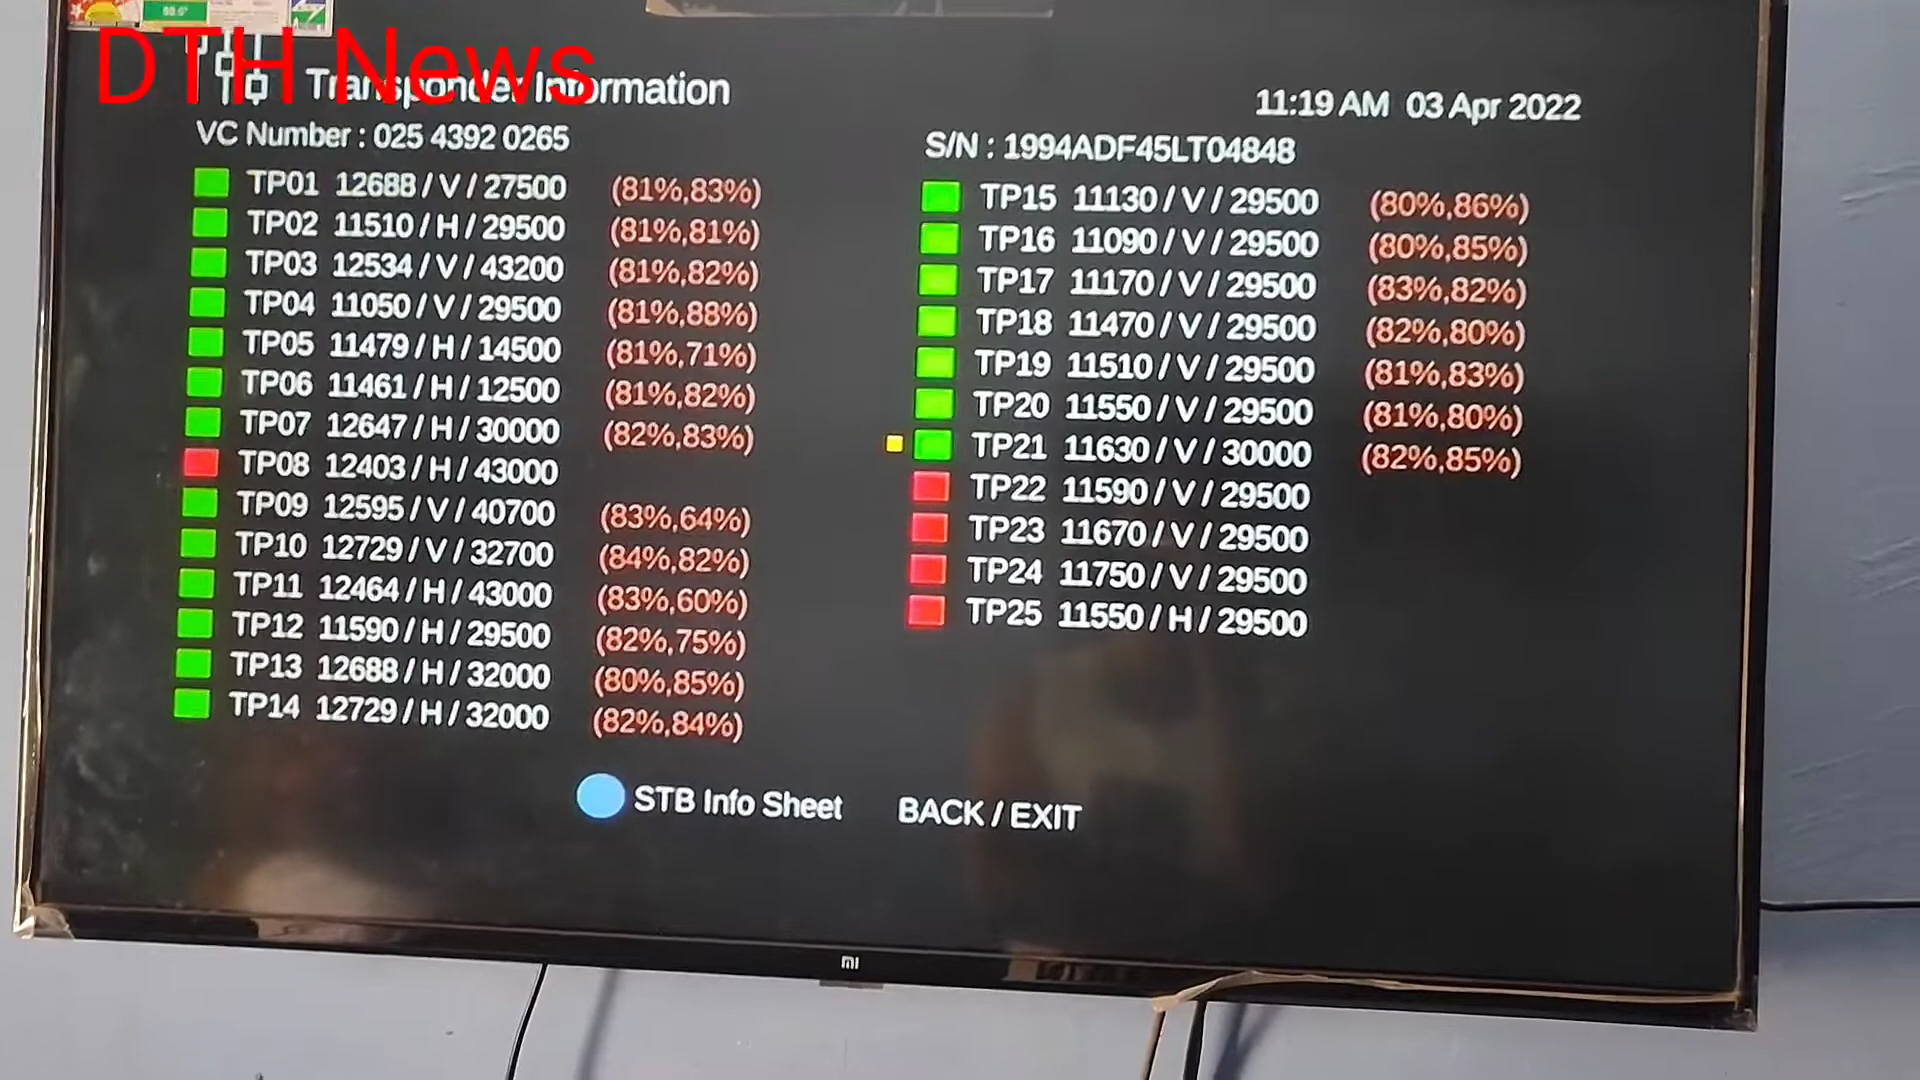 DTH News
Transponder Information
11:19 AM 03 Apr 2022
VC Number : 025 4392 0265
S/N : 1994ADF45LT04848
TP01 12688 / V / 27500 (81%,83%)
TP02 11510 / H / 29500 (81%,81%)
TP03 12534 / V / 43200 (81%,82%)
TP04 11050 / V / 29500 (81%,88%)
TP05 11479 / H / 14500 (81%,71%)
TP06 11461 / H / 12500 (81%,82%)
TP07 12647 / H / 30000 (82%,83%)
TP08 12403 / H / 43000
TP09 12595 / V / 40700 (83%,64%)
TP10 12729 / V / 32700 (84%,82%)
TP11 12464 / H / 43000 (83%,60%)
TP12 11590 / H / 29500 (82%,75%)
TP13 12688 / H / 32000 (80%,85%)
TP14 12729 / H / 32000 (82%,84%)
TP15 11130 / V / 29500 (80%,86%)
TP16 11090 / V / 29500 (80%,85%)
TP17 11170 / V / 29500 (83%,82%)
TP18 11470 / V / 29500 (82%,80%)
TP19 11510 / V / 29500 (81%,83%)
TP20 11550 / V / 29500 (81%,80%)
TP21 11630 / V / 30000 (82%,85%)
TP22 11590 / V / 29500
TP23 11670 / V / 29500
TP24 11750 / V / 29500
TP25 11550 / H / 29500
STB Info Sheet BACK / EXIT
mi